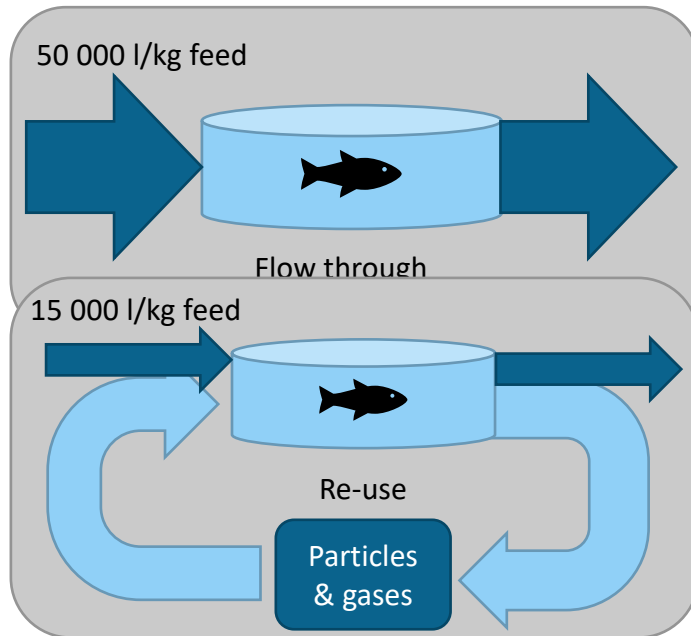 50 000 l/kg feed
Flow through
15 000 l/kg feed
Re-use
Particles
& gases